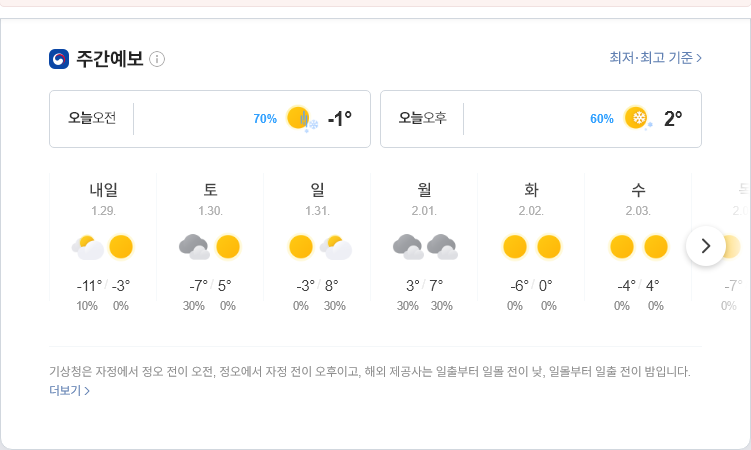 주간예보
최저·최고 기준
오늘오전 70% -1°
오늘오후 60% 2°
내일 토 일 월 화 수
1.29. 1.30. 1.31. 2.01. 2.02. 2.03.
-11° / -3° -7° / 5° -3° / 8° 3° / 7° -6° / 0° -4° / 4° -7°
10% 0% 30% 0% 0% 30% 30% 30% 0% 0% 0% 0% 0%
기상청은 자정에서 정오 전이 오전, 정오에서 자정 전이 오후이고, 해외 제공사는 일출부터 일몰 전이 낮, 일몰부터 일출 전이 밤입니다.
더보기